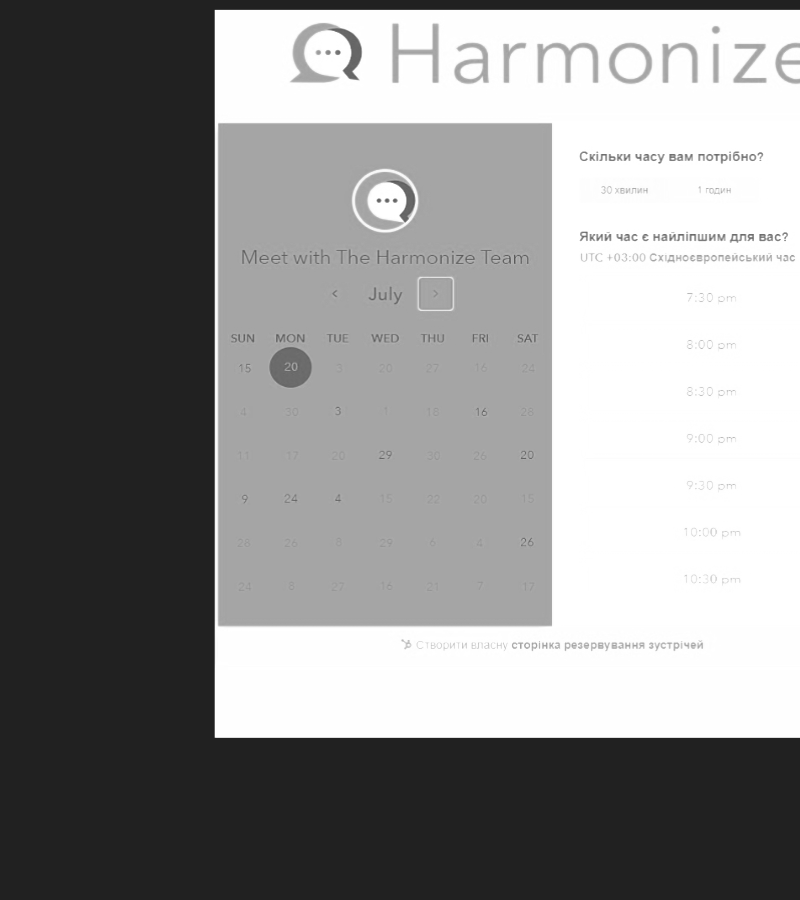 Harmonize
Meet with The Harmonize Team
July
SUN MON TUE WED THU FRI SAT
15 20 3 20 27 16 24
4 30 3 1 18 16 28
11 17 20 29 30 26 20
9 24 4 15 22 20 15
28 26 8 29 6 4 26
24 8 27 16 21 7 17
Скільки часу вам потрібно?
30 хвилин 1 годин
Який час є найліпшим для вас?
UTC +03:00 Східноєвропейський час
7:30 pm
8:00 pm
8:30 pm
9:00 pm
9:30 pm
10:00 pm
10:30 pm
Створити власну сторінка резервування зустрічей